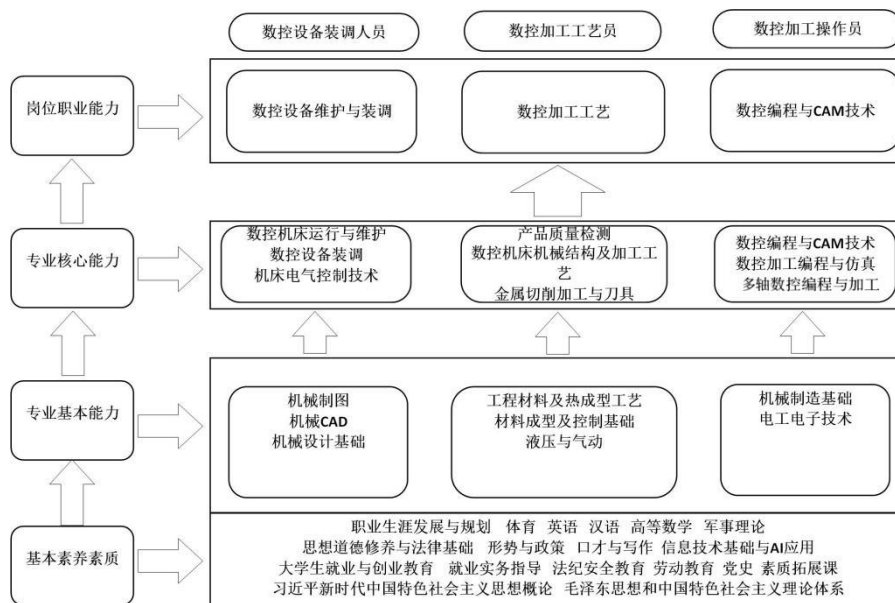 数控设备装调人员
数控加工工艺员
数控加工操作员
岗位职业能力
数控设备维护与装调
数控加工工艺
数控编程与CAM技术
专业核心能力
数控机床运行与维护
数控设备装调
机床电气控制技术
产品质量检测
数控机床机械结构及加工工
艺
金属切削加工与刀具
数控编程与CAM技术
数控加工编程与仿真
多轴数控编程与加工
专业基本能力
机械制图
机械CAD
机械设计基础
工程材料及热成型工艺
材料成型及控制基础
液压与气动
机械制造基础
电工电子技术
基本素养素质
职业生涯发展与规划 体育 英语 汉语 高等数学 军事理论
思想道德修养与法律基础 形势与政策 口才与写作 信息技术基础与AI应用
大学生就业与创业教育 就业实务指导 法纪安全教育 劳动教育 党史 素质拓展课
习近平新时代中国特色社会主义思想概论 毛泽东思想和中国特色社会主义理论体系